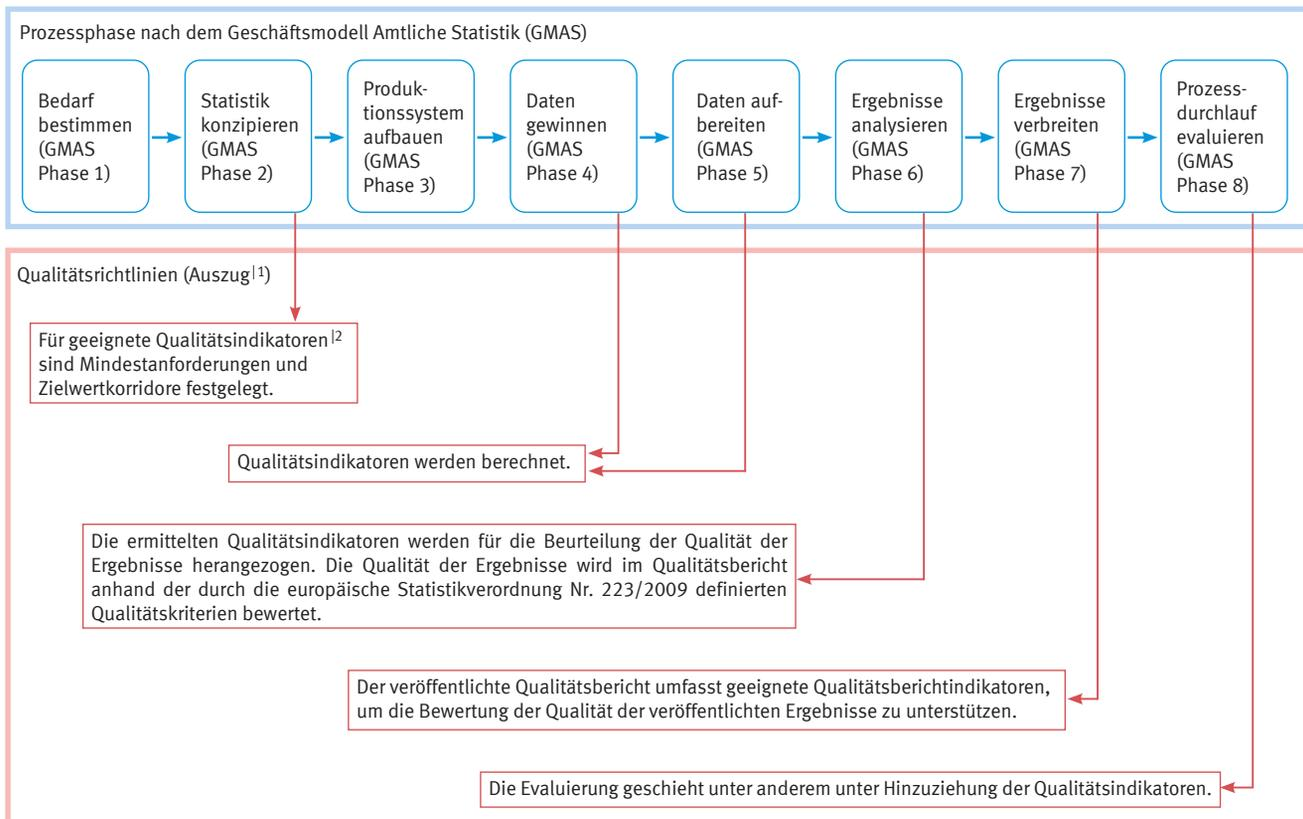 Prozessphase nach dem Geschäftsmodell Amtliche Statistik (GMAS)
Bedarf
bestimmen
(GMAS
Phase 1)
Statistik
konzipieren
(GMAS
Phase 2)
Produk-
tionssystem
aufbauen
(GMAS
Phase 3)
Daten
gewinnen
(GMAS
Phase 4)
Daten auf-
bereiten
(GMAS
Phase 5)
Ergebnisse
analysieren
(GMAS
Phase 6)
Ergebnisse
verbreiten
(GMAS
Phase 7)
Prozess-
durchlauf
evaluieren
(GMAS
Phase 8)
Qualitätsrichtlinien (Auszug|1)
Für geeignete Qualitätsindikatoren|2
sind Mindestanforderungen und
Zielwertkorridore festgelegt.
Qualitätsindikatoren werden berechnet.
Die ermittelten Qualitätsindikatoren werden für die Beurteilung der Qualität der
Ergebnisse herangezogen. Die Qualität der Ergebnisse wird im Qualitätsbericht
anhand der durch die europäische Statistikverordnung Nr. 223/2009 definierten
Qualitätskriterien bewertet.
Der veröffentlichte Qualitätsbericht umfasst geeignete Qualitätsberichtindikatoren,
um die Bewertung der Qualität der veröffentlichten Ergebnisse zu unterstützen.
Die Evaluierung geschieht unter anderem unter Hinzuziehung der Qualitätsindikatoren.